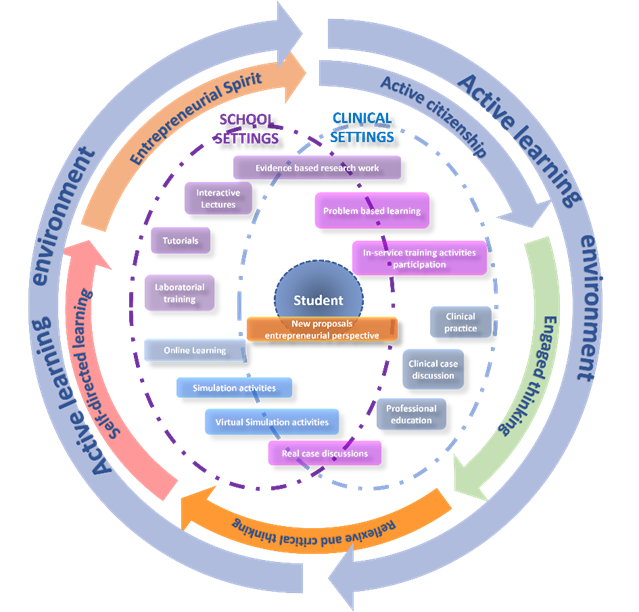 Active learning environment
Active learning environment
Entrepreneurial Spirit
Active citizenship
Engaged thinking
Reflexive and critical thinking
Self-directed learning
SCHOOL
SETTINGS
CLINICAL
SETTINGS
Evidence based research work
Interactive
Lectures
Problem based learning
Tutorials
In-service training activities
participation
Laboratorial
training
Student
Clinical
practice
New proposals
entrepreneurial perspective
Online Learning
Clinical case
discussion
Simulation activities
Professional
education
Virtual Simulation activities
Real case discussions